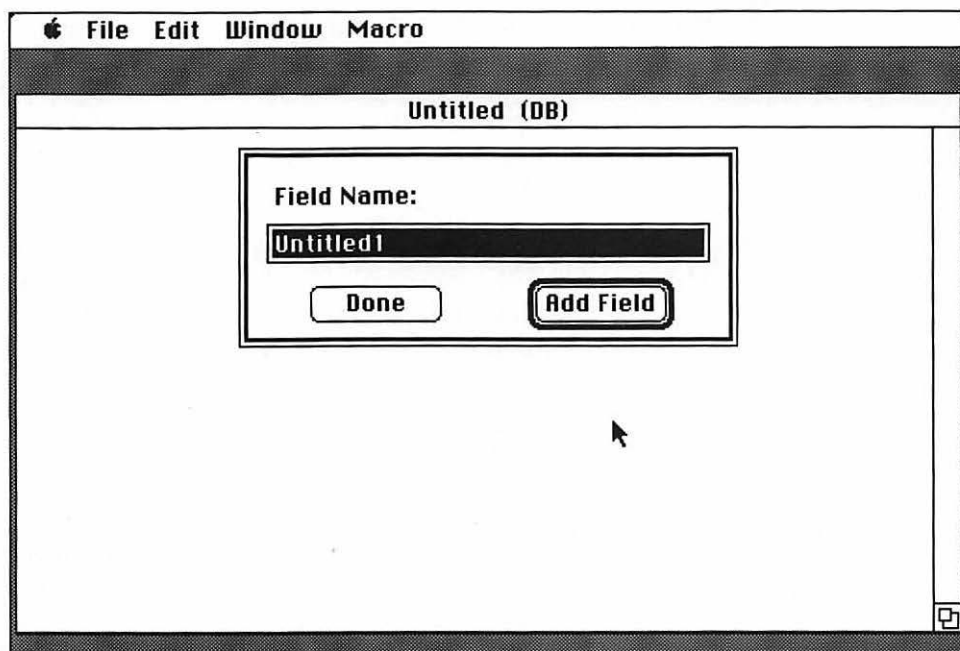 File Edit Window Macro
Untitled (DB)
Field Name:
Untitled1
Done Add Field